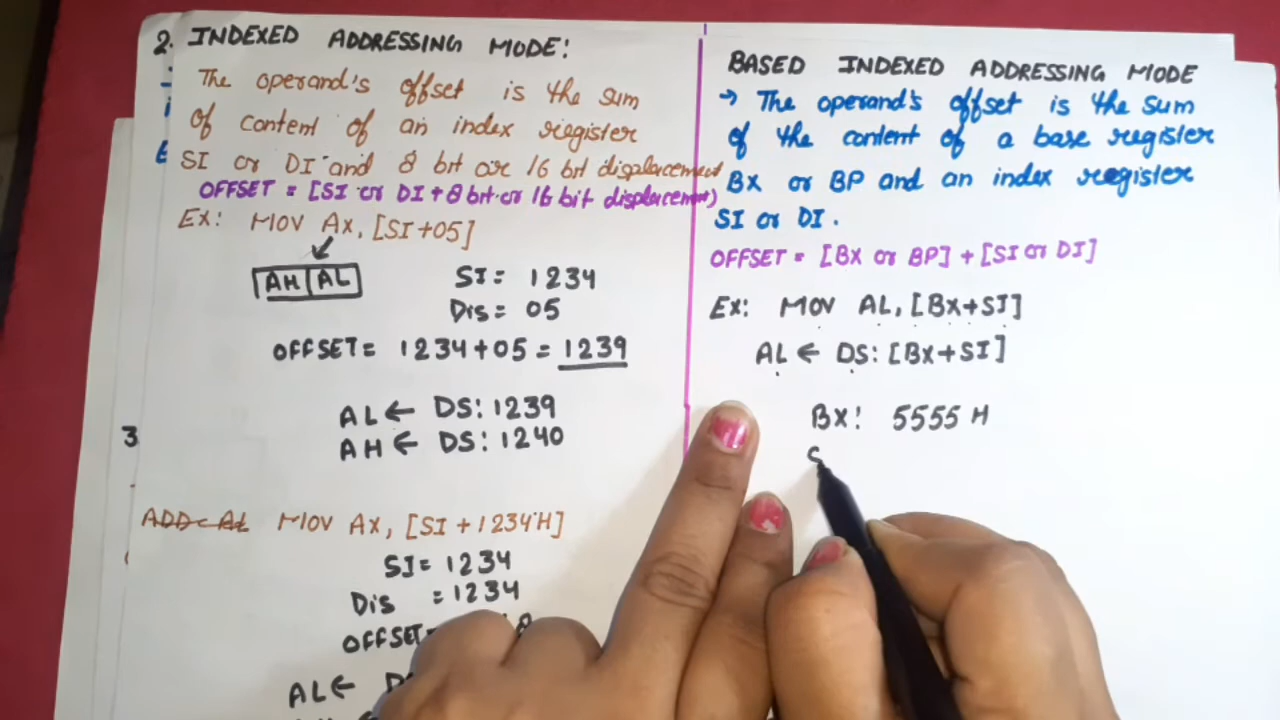 2. INDEXED ADDRESSING MODE:
The operand's offset is the sum
of content of an index register
SI or DI and 8 bit or 16 bit displacement
OFFSET = [SI or DI + 8 bit or 16 bit displacement)
Ex: MOV AX, [SI+05]
AH AL
SI = 1234
Dis = 05
OFFSET = 1234+05 = 1239
AL ← DS: 1239
AH ← DS: 1240
3
ADD AL MOV AX, [SI + 1234H]
SI = 1234
Dis = 1234
OFFSET=
AL ←
BASED INDEXED ADDRESSING MODE
→ The operand's offset is the sum
of the content of a base register
BX or BP and an index register
SI or DI.
OFFSET = [BX or BP] + [SI or DI]
Ex: MOV AL, [BX+SI]
AL ← DS: [BX+SI]
BX: 5555 H